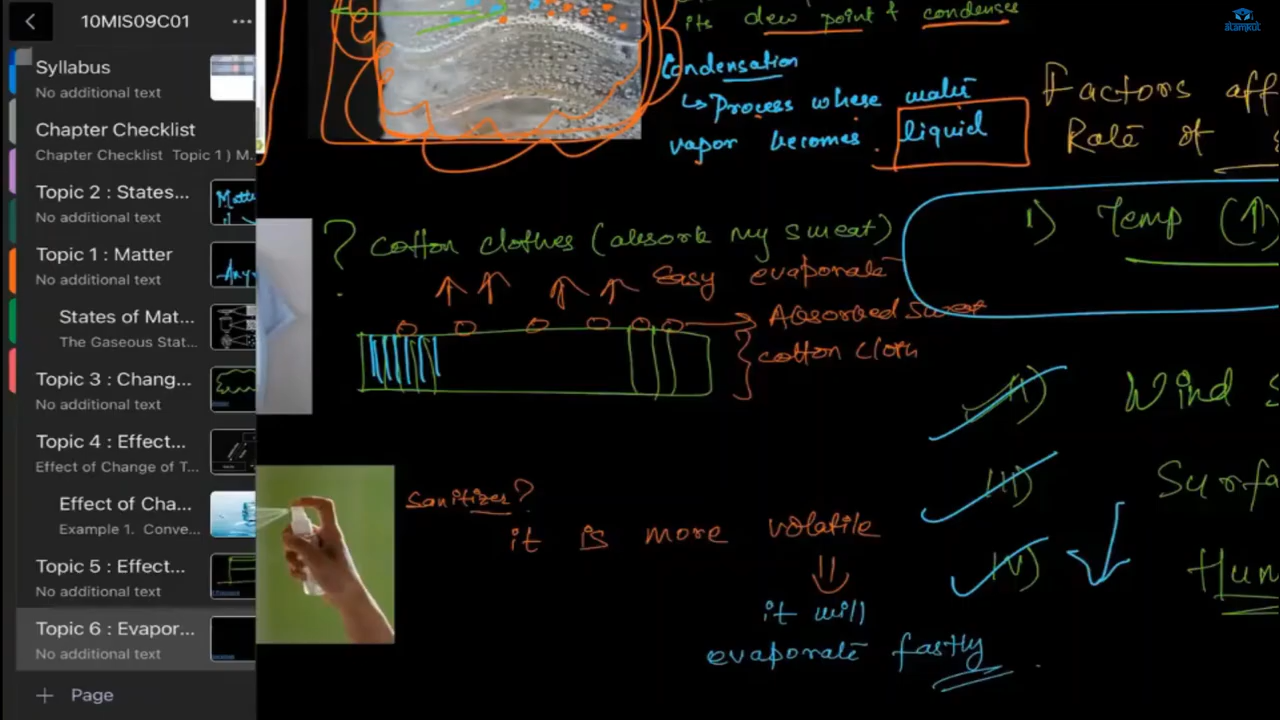 10MIS09C01
...
Syllabus
No additional text
Chapter Checklist
Chapter Checklist Topic 1 ) M...
Topic 2 : States...
No additional text
Topic 1 : Matter
No additional text
States of Mat...
The Gaseous Stat...
Topic 3 : Chang...
No additional text
Topic 4 : Effect...
Effect of Change of T...
Effect of Cha...
Example 1. Conve...
Topic 5 : Effect...
No additional text
Topic 6 : Evapor...
No additional text
+ Page
its dew point & condenses
Condensation
↳ Process where water
vapor becomes liquid
Factors aff
Rate of
1) Temp (↑)
? Cotton clothes (absork my sweat)
Easy evaporate
Absorbed sweat
cotton cloth
II) Wind S
III) Surfa
IV) ↓ Hum
Sanitizer?
it is more volatile
⇓
it will
evaporate fastly
alamkut